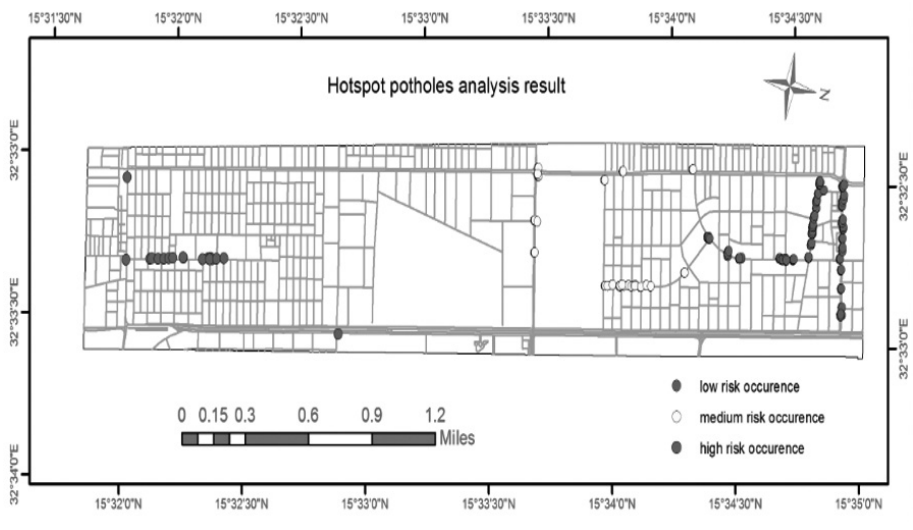 15°31'30"N 15°32'0"N 15°32'30"N 15°33'0"N 15°33'30"N 15°34'0"N 15°34'30"N
Hotspot potholes analysis result
N
32°33'0"E
32°32'30"E
32°33'30"E
32°33'0"E
32°34'0"E
low risk occurence
medium risk occurence
high risk occurence
0 0.15 0.3 0.6 0.9 1.2
Miles
15°32'0"N 15°32'30"N 15°33'0"N 15°33'30"N 15°34'0"N 15°34'30"N 15°35'0"N